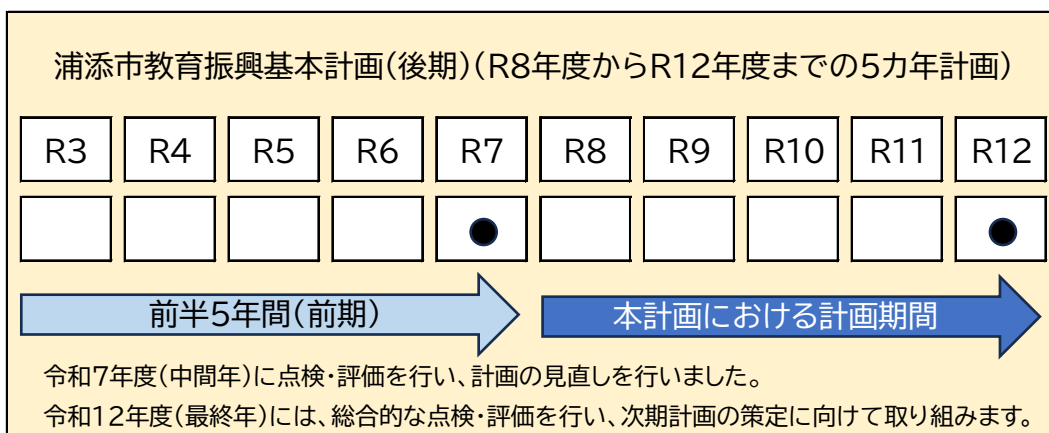 浦添市教育振興基本計画(後期)(R8年度からR12年度までの5カ年計画)
R3 R4 R5 R6 R7 R8 R9 R10 R11 R12
● ●
前半5年間(前期) 本計画における計画期間
令和7年度(中間年)に点検・評価を行い、計画の見直しを行いました。
令和12年度(最終年)には、総合的な点検・評価を行い、次期計画の策定に向けて取り組みます。